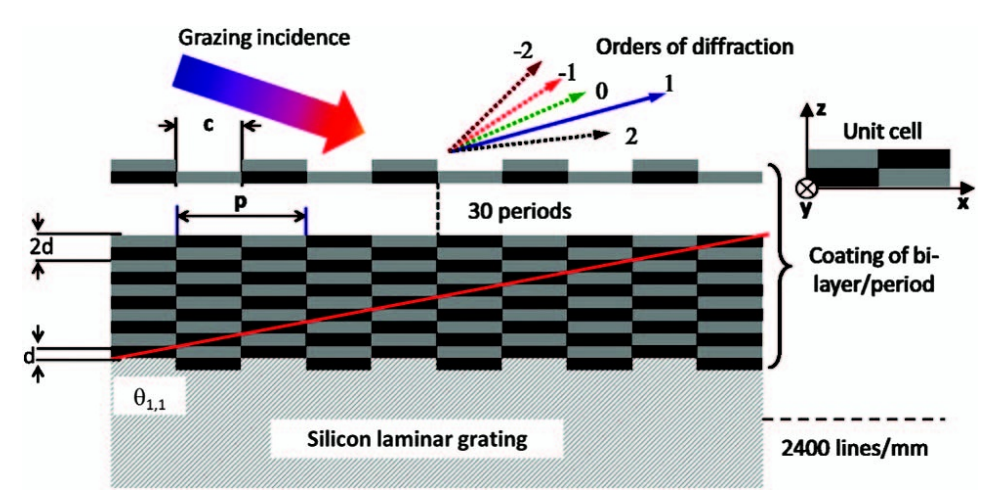 Grazing incidence
Orders of diffraction
-2
-1
0
1
2
c
z
Unit cell
y
x
p
30 periods
2d
Coating of bi-
layer/period
d
θ1,1
Silicon laminar grating
2400 lines/mm